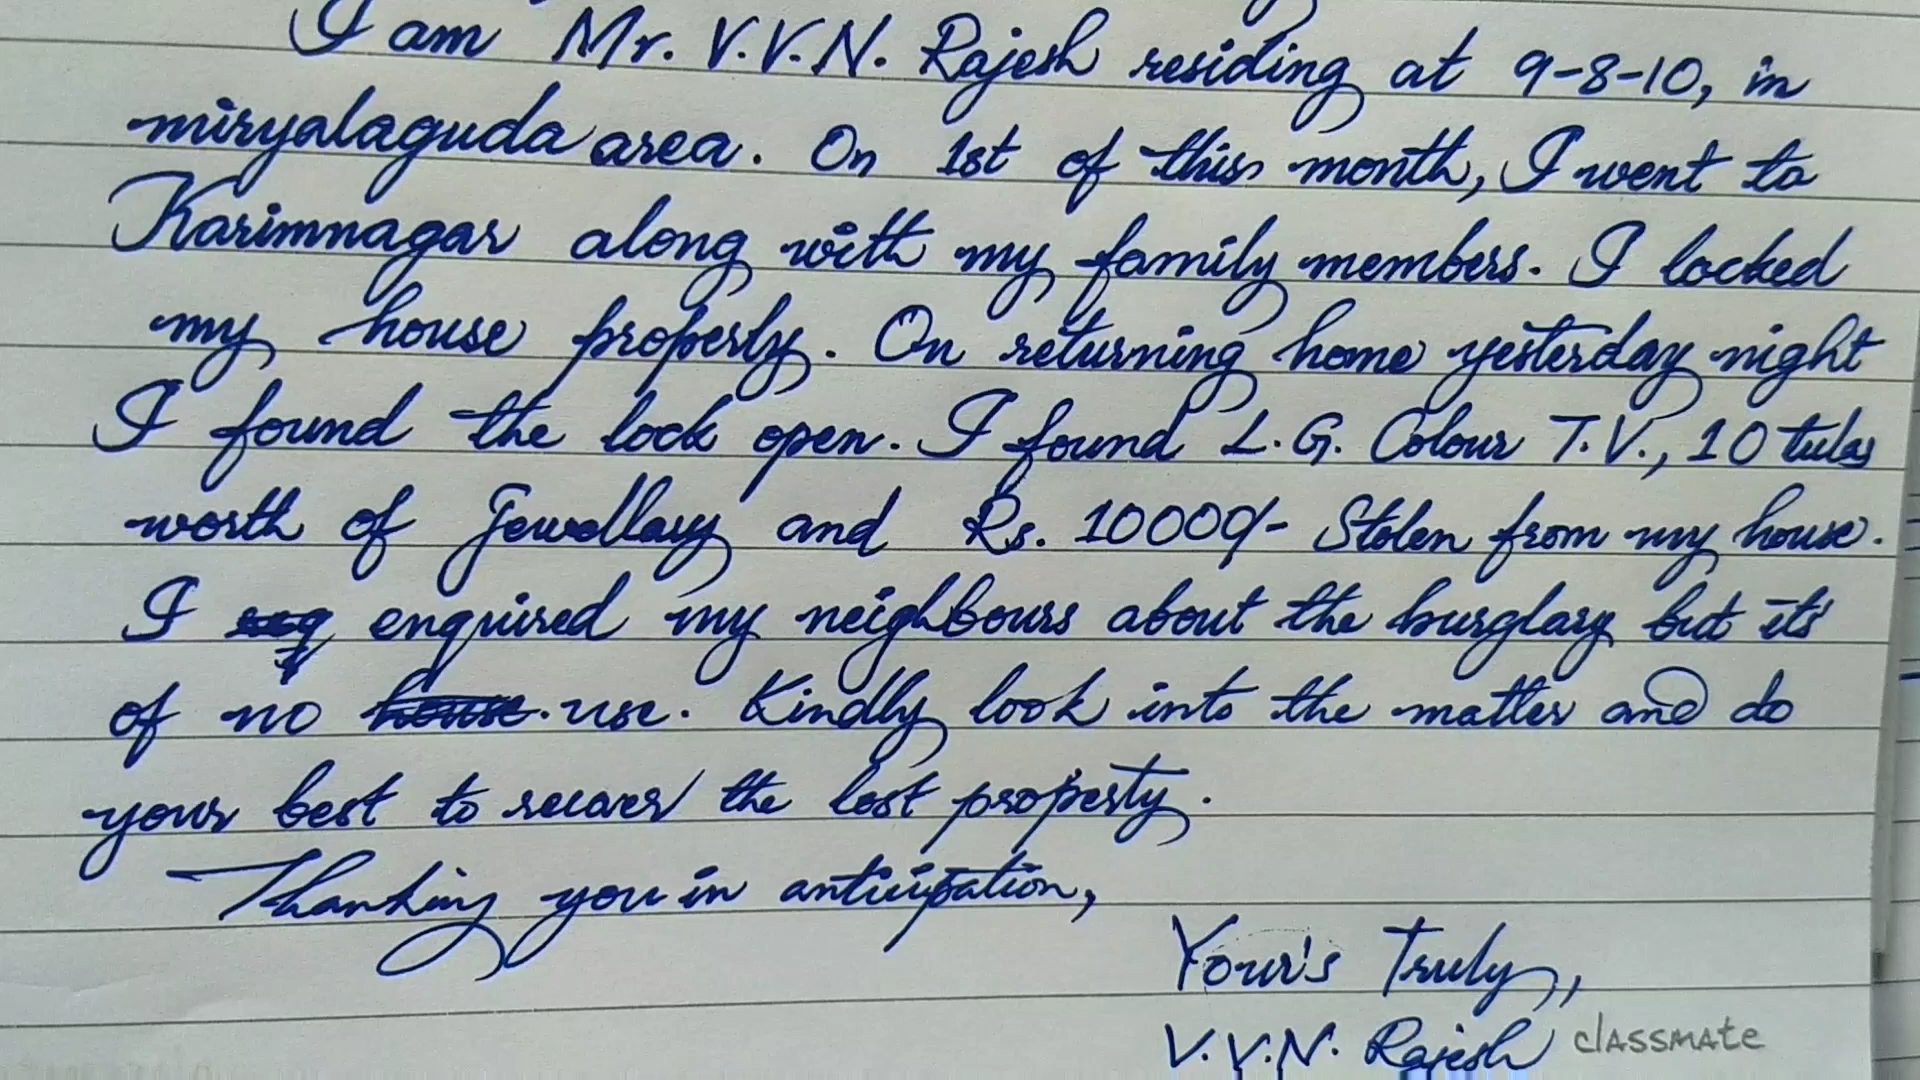 I am Mr. V.V.N. Rajesh residing at 9-8-10, in
miryalaguda area. On 1st of this month, I went to
Karimnagar along with my family members. I locked
my house properly. On returning home yesterday night
I found the lock open. I found L.G. Colour T.V., 10 tulas
worth of Jewellary and Rs. 10000/- Stolen from my house.
I enquired my neighbours about the burglary but its
of no house use. Kindly look into the matter and do
your best to recover the lost property.
Thanking you in anticipation,
Your's Truly,
V.V.N. Rajesh
classmate